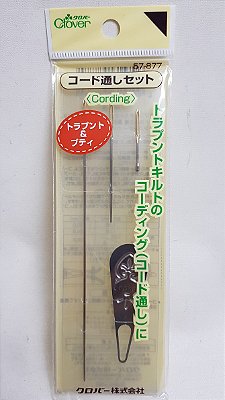 クロバー
Clover
57-877
コード通しセット
〈Cording〉
トラプント
&
ブティ
トラプントキルトの
コーディング(コード通し)に
クロバー株式会社